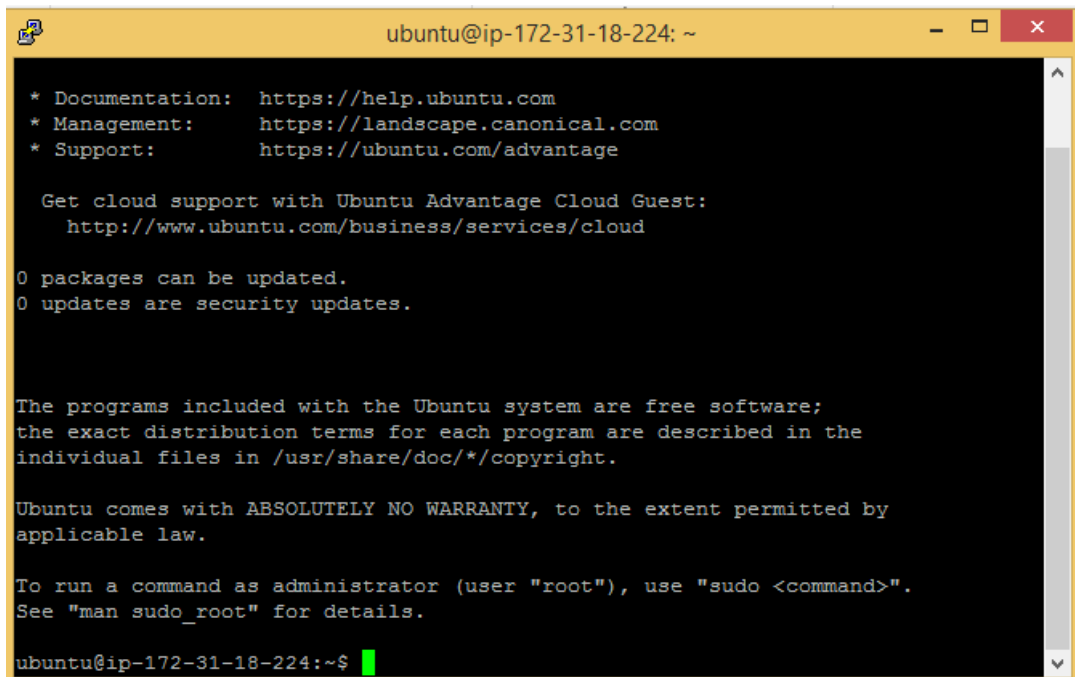 ubuntu@ip-172-31-18-224: ~
* Documentation:  https://help.ubuntu.com
* Management:     https://landscape.canonical.com
* Support:        https://ubuntu.com/advantage
Get cloud support with Ubuntu Advantage Cloud Guest:
http://www.ubuntu.com/business/services/cloud
0 packages can be updated.
0 updates are security updates.
The programs included with the Ubuntu system are free software;
the exact distribution terms for each program are described in the
individual files in /usr/share/doc/*/copyright.
Ubuntu comes with ABSOLUTELY NO WARRANTY, to the extent permitted by
applicable law.
To run a command as administrator (user "root"), use "sudo <command>".
See "man sudo_root" for details.
ubuntu@ip-172-31-18-224:~$